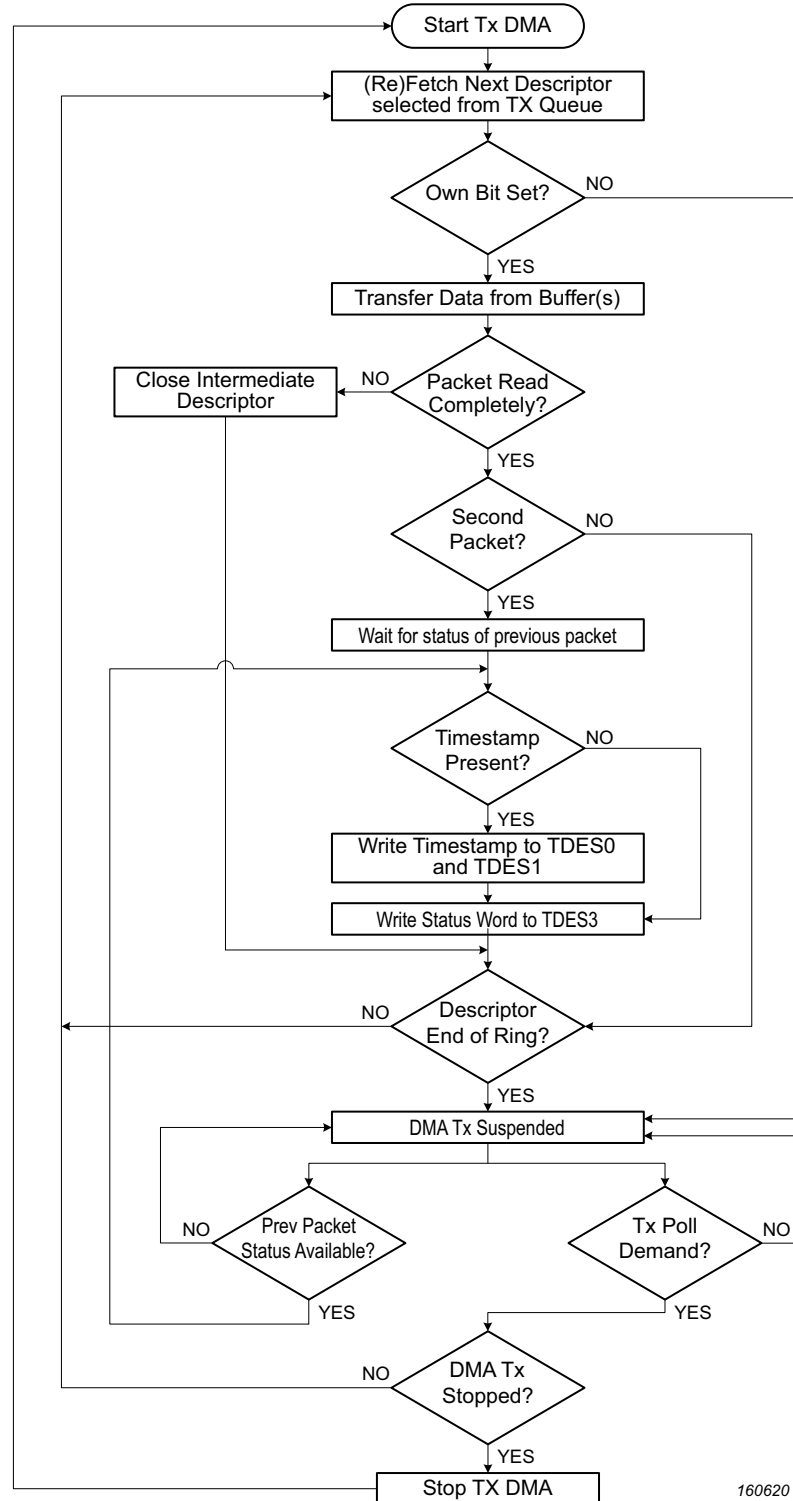 Start Tx DMA
(Re)Fetch Next Descriptor
selected from TX Queue
Own Bit Set?
NO
YES
Transfer Data from Buffer(s)
Close Intermediate
Descriptor
NO
Packet Read
Completely?
YES
Second
Packet?
NO
YES
Wait for status of previous packet
Timestamp
Present?
NO
YES
Write Timestamp to TDES0
and TDES1
Write Status Word to TDES3
NO
Descriptor
End of Ring?
YES
DMA Tx Suspended
NO
Prev Packet
Status Available?
YES
Tx Poll
Demand?
NO
YES
NO
DMA Tx
Stopped?
YES
Stop TX DMA
160620